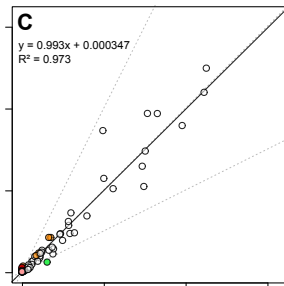 C
y = 0.993x + 0.000347
R² = 0.973